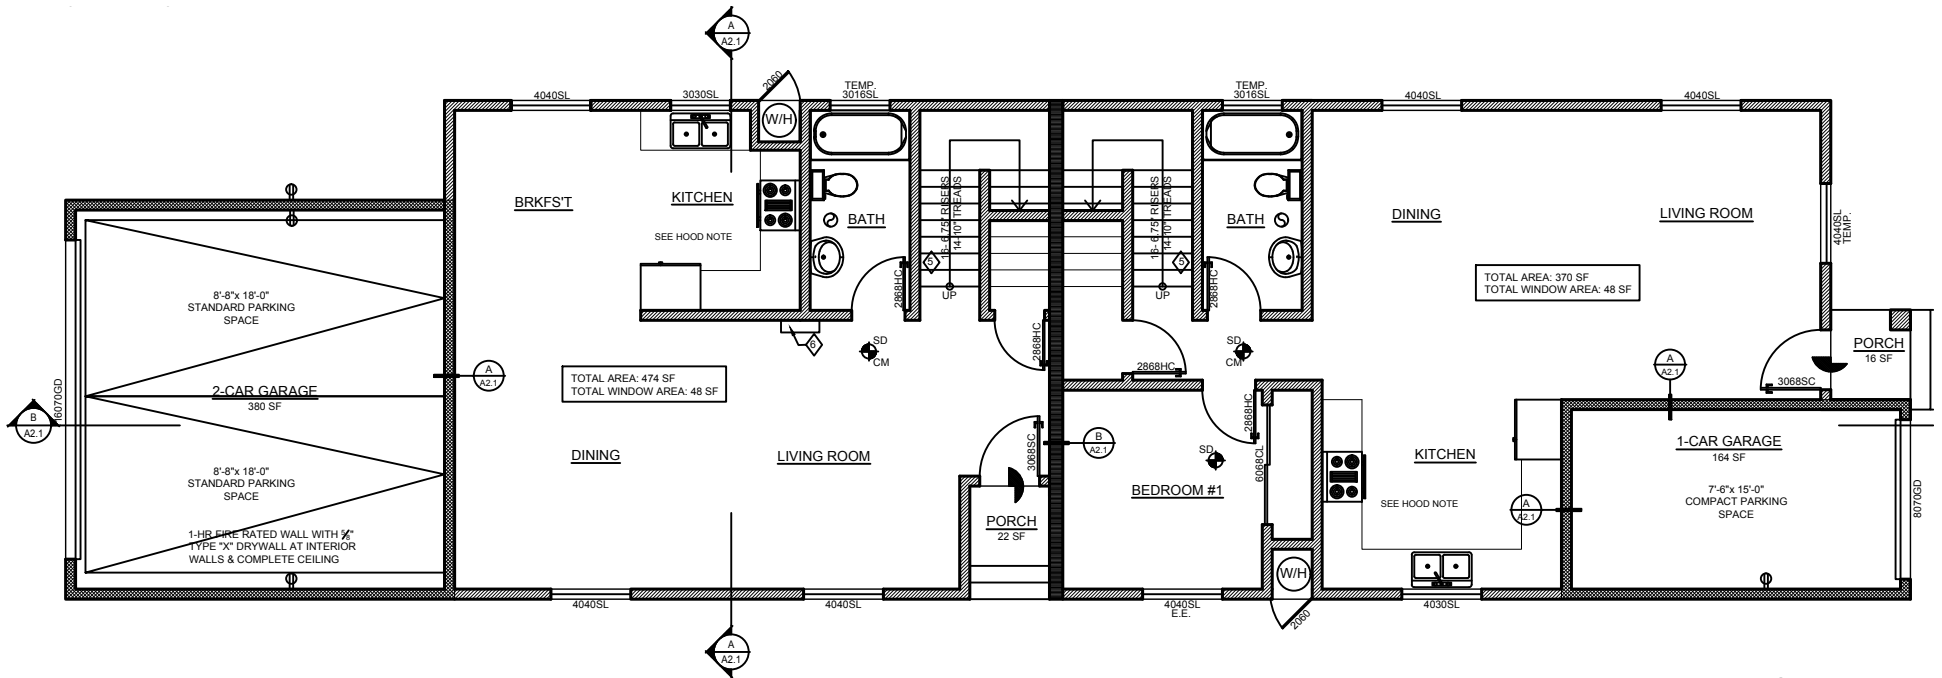 A
A2.1
4040SL
3030SL
2060
W/H
TEMP.
3016SL
TEMP.
3016SL
4040SL
4040SL
BRKFS'T
KITCHEN
SEE HOOD NOTE
BATH
16- 6.75" RISERS
14-10" TREADS
5
UP
2868HC
16- 6.75" RISERS
14-10" TREADS
5
UP
2868HC
BATH
DINING
LIVING ROOM
4040SL
TEMP.
TOTAL AREA: 370 SF
TOTAL WINDOW AREA: 48 SF
8'-8"x 18'-0"
STANDARD PARKING
SPACE
6
SD
CM
2868HC
2868HC
SD
CM
PORCH
16 SF
3068SC
A
A2.1
A
A2.1
TOTAL AREA: 474 SF
TOTAL WINDOW AREA: 48 SF
2-CAR GARAGE
380 SF
16070GD
B
A2.1
DINING
LIVING ROOM
3068SC
B
A2.1
2868HC
6068CL
SD
BEDROOM #1
KITCHEN
SEE HOOD NOTE
A
A2.1
1-CAR GARAGE
164 SF
7'-6"x 15'-0"
COMPACT PARKING
SPACE
8070GD
8'-8"x 18'-0"
STANDARD PARKING
SPACE
1-HR FIRE RATED WALL WITH 5/8"
TYPE "X" DRYWALL AT INTERIOR
WALLS & COMPLETE CEILING
PORCH
22 SF
W/H
2060
4040SL
4040SL
4040SL
E.E.
4030SL
A
A2.1